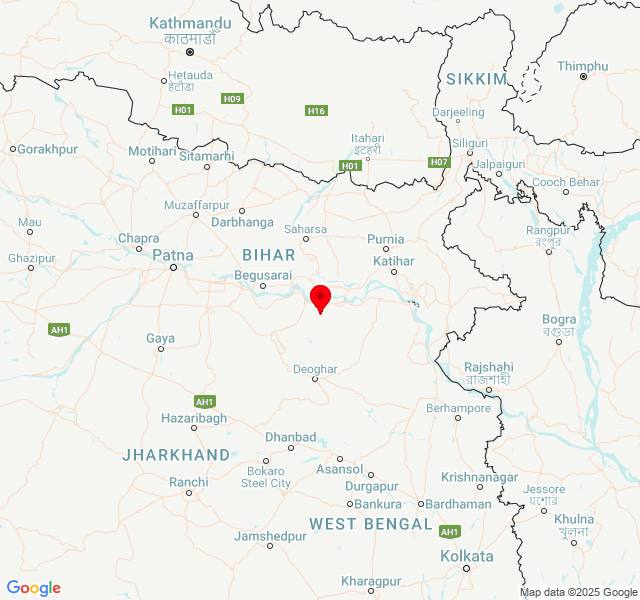 Kathmandu
काठमाडौँ
SIKKIM
Thimphu
Hetauda
हेटौंडा
H09
H01
H16
Darjeeling
Itahari
इटहरी
Siliguri
Gorakhpur
Motihari
Sitamarhi
H01
H07
Jalpaiguri
Cooch Behar
Muzaffarpur
Darbhanga
Mau
Saharsa
Rangpur
রংপুর
Chapra
Purnia
Ghazipur
Patna
BIHAR
Katihar
Begusarai
Bogra
বগুড়া
AH1
Gaya
Deoghar
Rajshahi
রাজশাহী
AH1
Berhampore
Hazaribagh
Dhanbad
JHARKHAND
Bokaro
Steel City
Asansol
Ranchi
Durgapur
Krishnanagar
Jessore
যশোর
Bankura
Bardhaman
WEST BENGAL
Khulna
খুলনা
AH1
Jamshedpur
Kolkata
Kharagpur
Google
Map data ©2025 Google